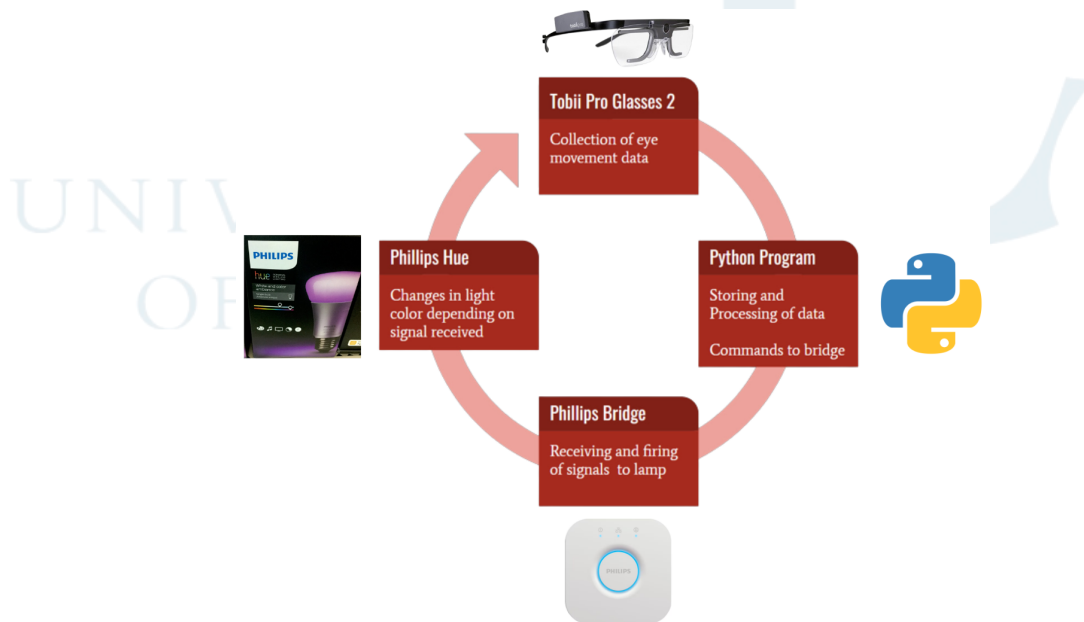 Tobii Pro Glasses 2
Collection of eye
movement data
UNIV
OF
PHILIPS
hue
Phillips Hue
Changes in light
color depending on
signal received
Python Program
Storing and
Processing of data
Commands to bridge
Phillips Bridge
Receiving and firing
of signals to lamp
PHILIPS